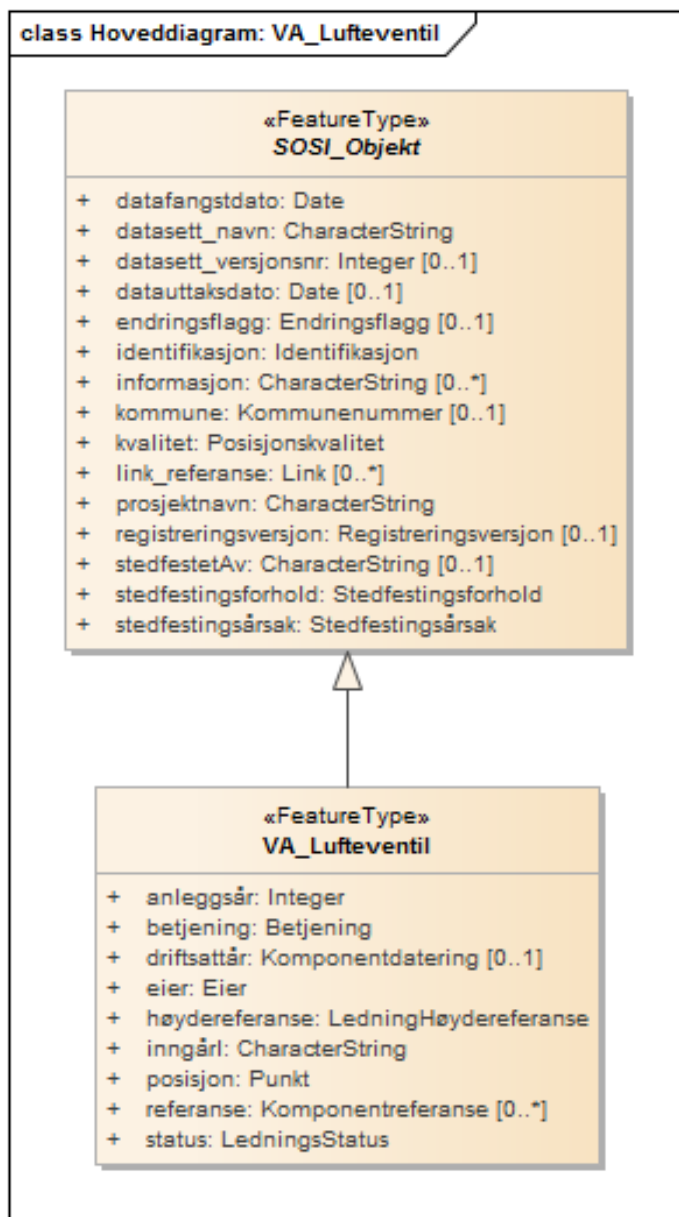 class Hoveddiagram: VA_Lufteventil
«FeatureType»
SOSI_Objekt
+ datafangstdato: Date
+ datasett_navn: CharacterString
+ datasett_versjonsnr: Integer [0..1]
+ datauttaksdato: Date [0..1]
+ endringsflagg: Endringsflagg [0..1]
+ identifikasjon: Identifikasjon
+ informasjon: CharacterString [0..*]
+ kommune: Kommunenummer [0..1]
+ kvalitet: Posisjonskvalitet
+ link_referanse: Link [0..*]
+ prosjektnavn: CharacterString
+ registreringsversjon: Registreringsversjon [0..1]
+ stedfestetAv: CharacterString [0..1]
+ stedfestingsforhold: Stedfestingsforhold
+ stedfestingsårsak: Stedfestingsårsak
«FeatureType»
VA_Lufteventil
+ anleggsår: Integer
+ betjening: Betjening
+ driftsattår: Komponentdatering [0..1]
+ eier: Eier
+ høydereferanse: LedningHøydereferanse
+ inngårI: CharacterString
+ posisjon: Punkt
+ referanse: Komponentreferanse [0..*]
+ status: LedningsStatus